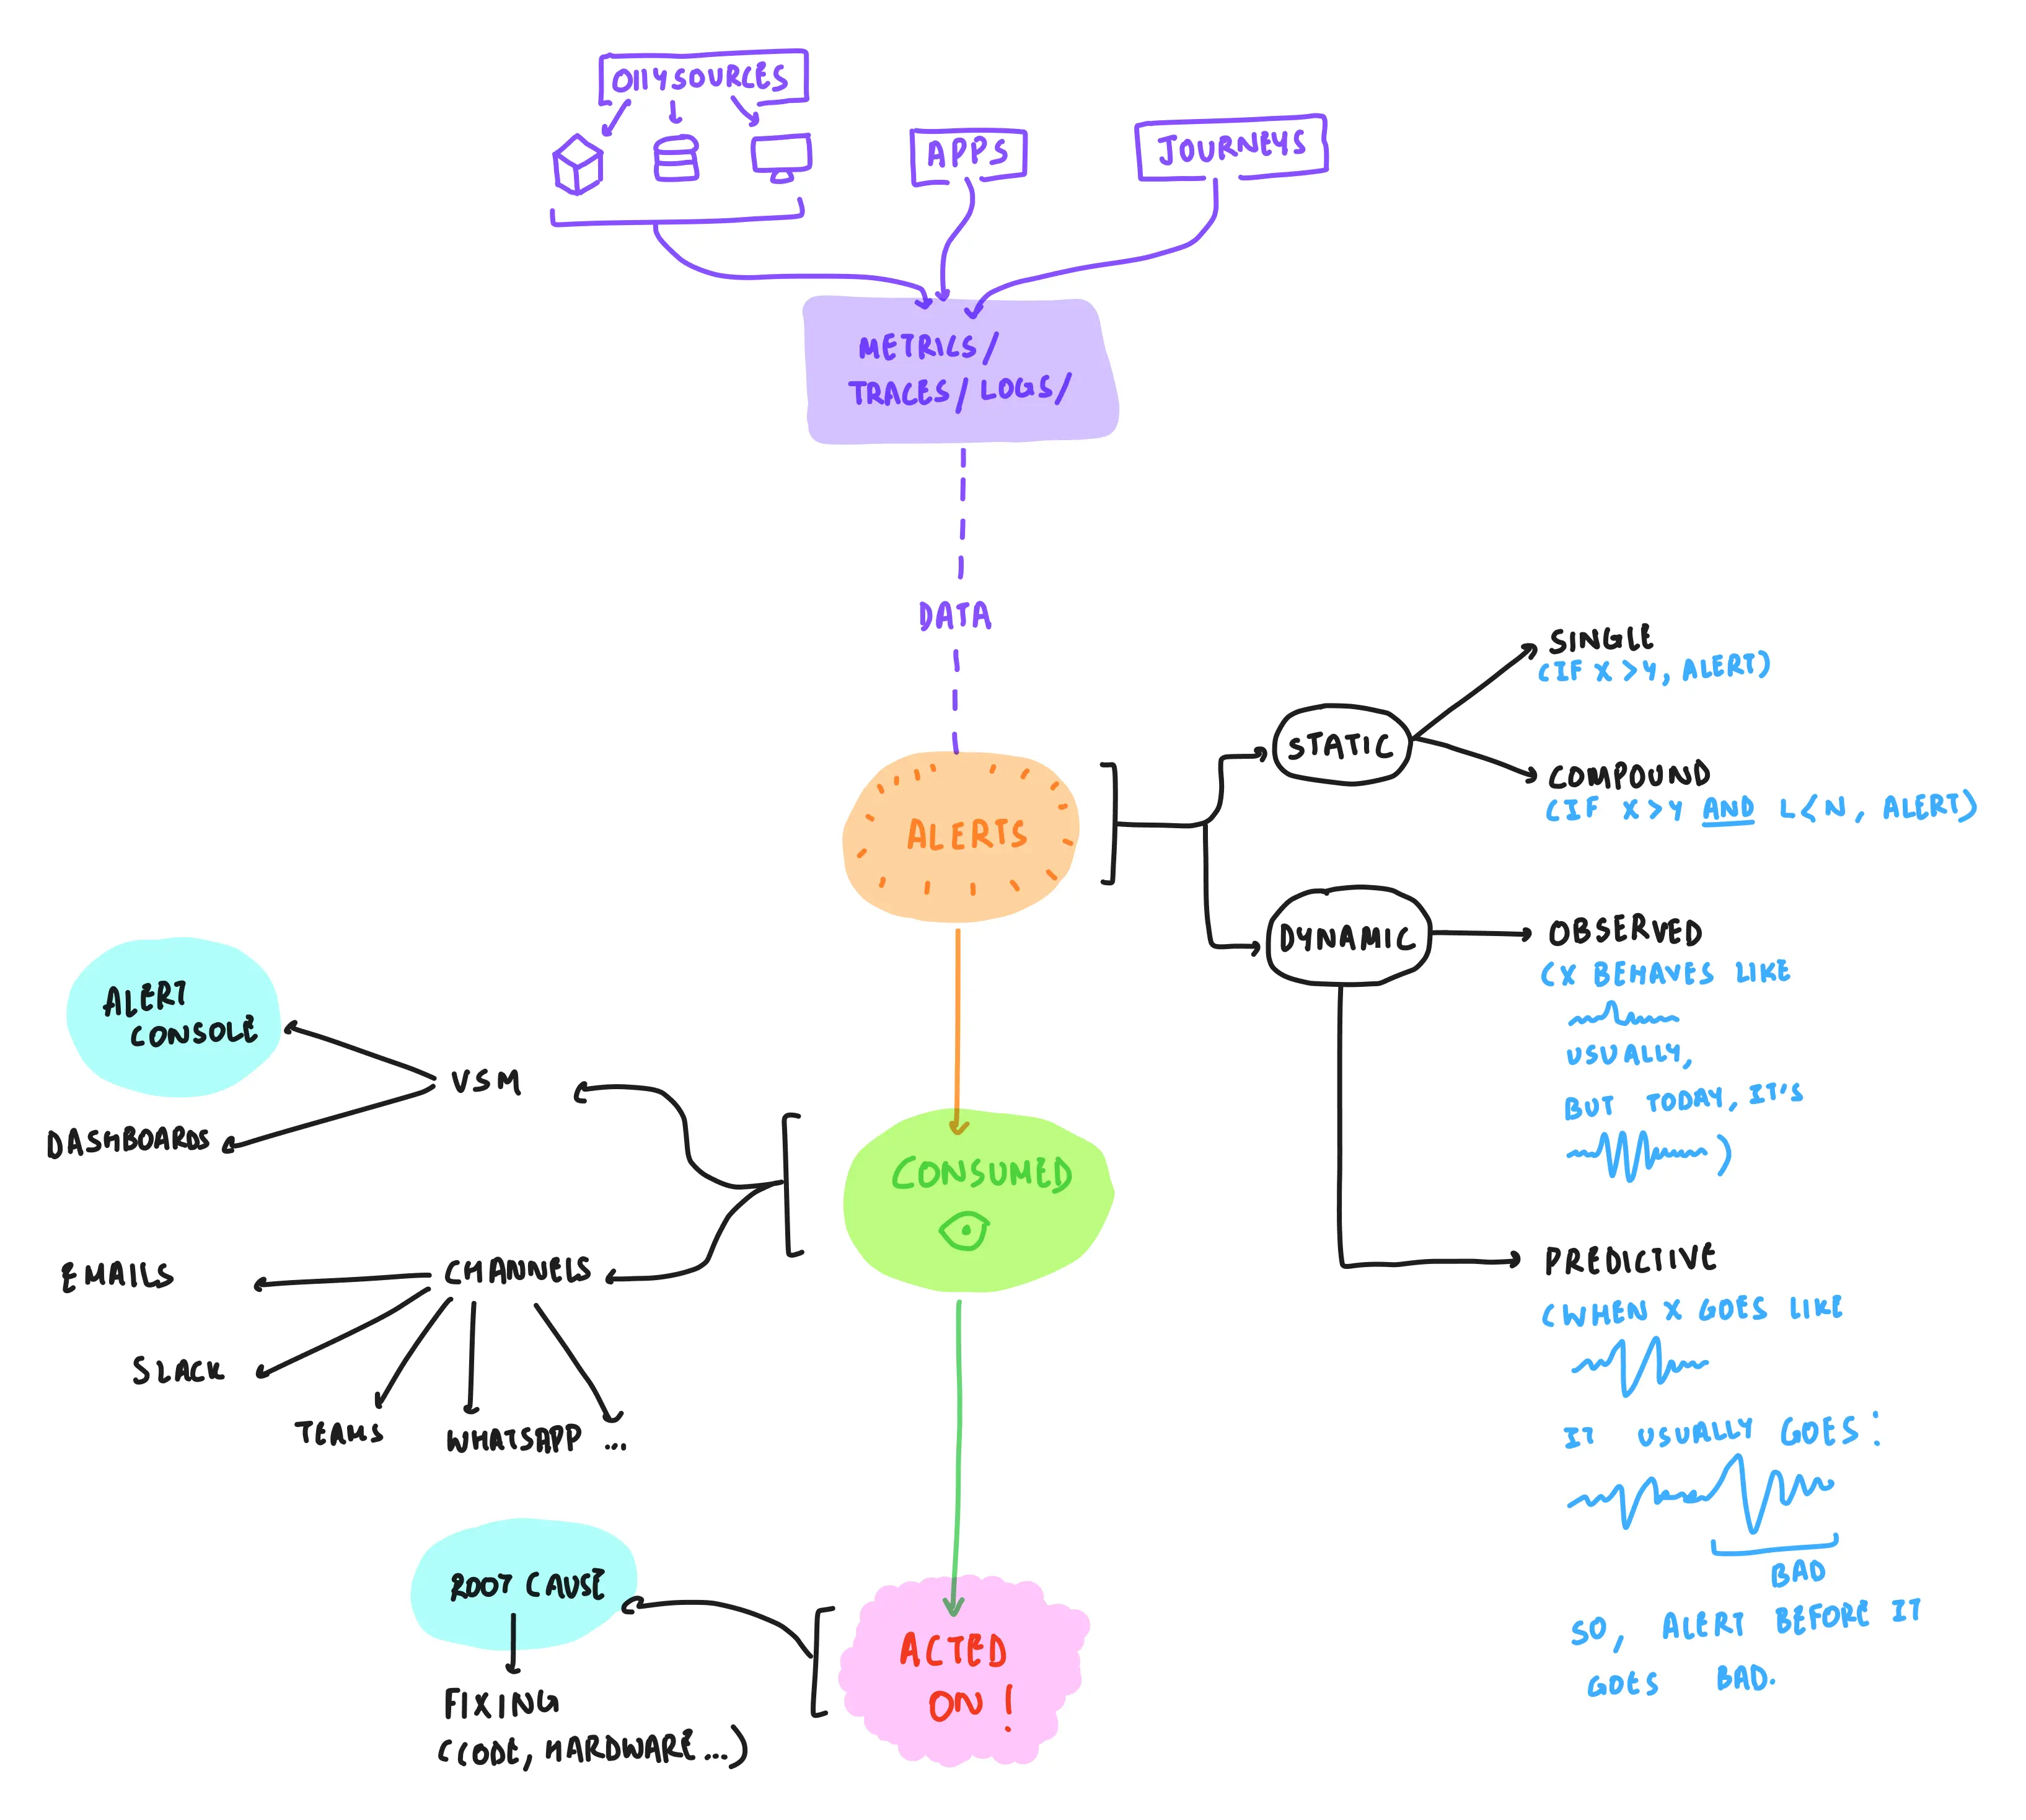 O11Y SOURCES
APPS
JOURNEYS
METRICS/
TRACES/LOGS/
DATA
ALERTS
STATIC
SINGLE
(IF X >Y, ALERT)
COMPOUND
(IF X>Y AND L<N, ALERT)
DYNAMIC
OBSERVED
(X BEHAVES LIKE
USUALLY,
BUT TODAY, IT'S
)
PREDICTIVE
(WHEN X GOES LIKE
IT USUALLY GOES:
BAD
SO, ALERT BEFORE IT
GOES BAD.
CONSUMED
VSM
ALERT
CONSOLE
DASHBOARDS
CHANNELS
EMAILS
SLACK
TEAMS
WHATSAPP ...
ACTED
ON!
ROOT CAUSE
FIXING
(CODE, HARDWARE...)